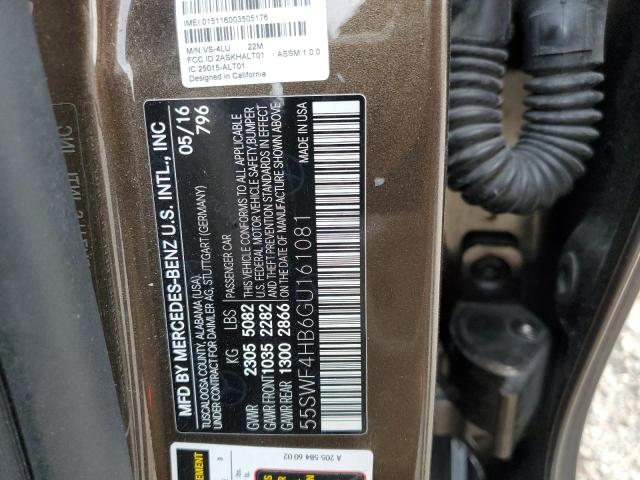 IMEI:015116003505176
M/N:VS-4LU 22M
FCC ID:2ASKHALT01 ASSM:1.0.0
IC:25015-ALT01
Designed in California
MFD BY MERCEDES-BENZ U.S. INTL., INC 05/16
TUSCALOOSA COUNTY, ALABAMA (USA) 796
UNDER CONTRACT FOR DAIMLER AG, STUTTGART (GERMANY)
KG LBS PASSENGER CAR
GVWR 2305 5082 THIS VEHICLE CONFORMS TO ALL APPLICABLE
GAWR FRONT 1035 2282 U.S. FEDERAL MOTOR VEHICLE SAFETY, BUMPER
AND THEFT PREVENTION STANDARDS IN EFFECT
GAWR REAR 1300 2866 ON THE DATE OF MANUFACTURE SHOWN ABOVE
55SWF4HB6GU161081 MADE IN USA
A 205 584 60 02